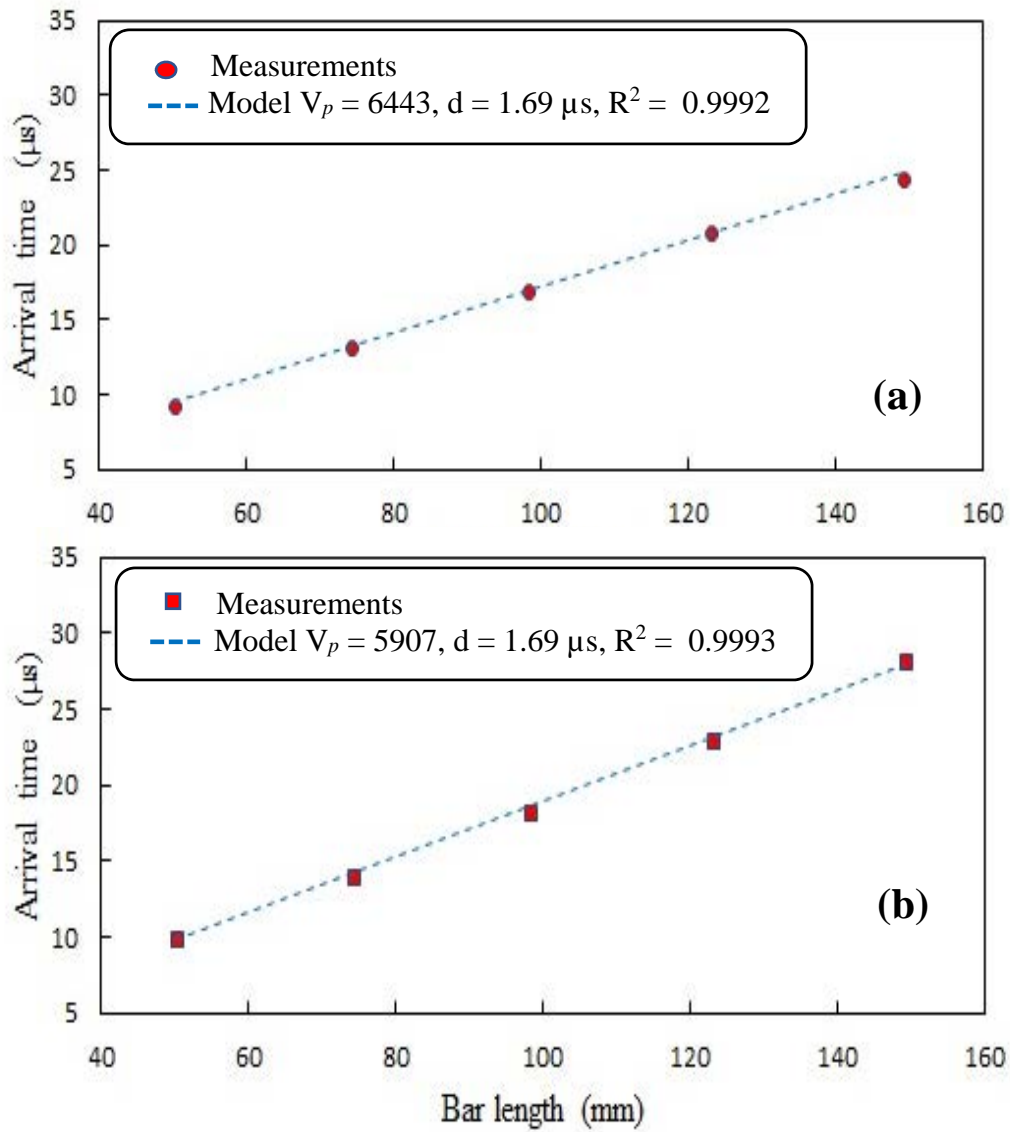 35
Measurements
30
Model Vₚ = 6443, d = 1.69 µs, R² = 0.9992
25
20
15
10
(a)
5
40 60 80 100 120 140 160
Arrival time (µs)
35
Measurements
30
Model Vₚ = 5907, d = 1.69 µs, R² = 0.9993
25
20
15
(b)
10
5
40 60 80 100 120 140 160
Arrival time (µs)
Bar length (mm)